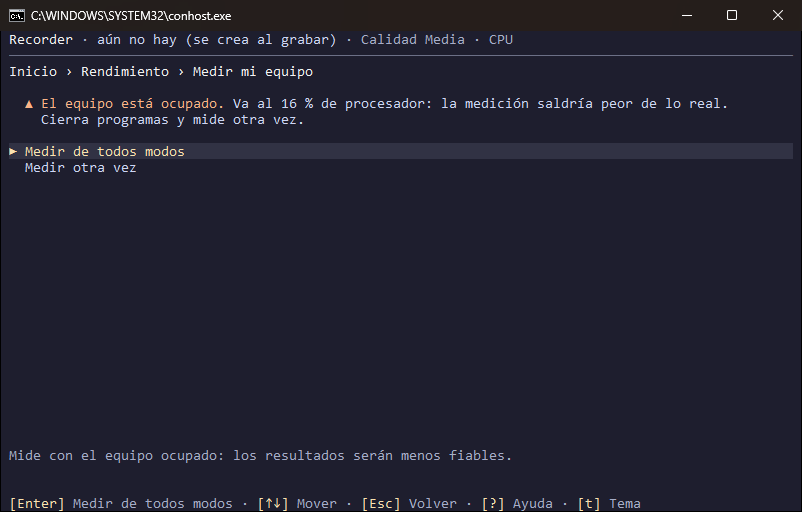 C:\WINDOWS\SYSTEM32\conhost.exe
Recorder · aún no hay (se crea al grabar) · Calidad Media · CPU
Inicio › Rendimiento › Medir mi equipo
▲ El equipo está ocupado. Va al 16 % de procesador: la medición saldría peor de lo real.
Cierra programas y mide otra vez.
► Medir de todos modos
Medir otra vez
Mide con el equipo ocupado: los resultados serán menos fiables.
[Enter] Medir de todos modos · [↑↓] Mover · [Esc] Volver · [?] Ayuda · [t] Tema